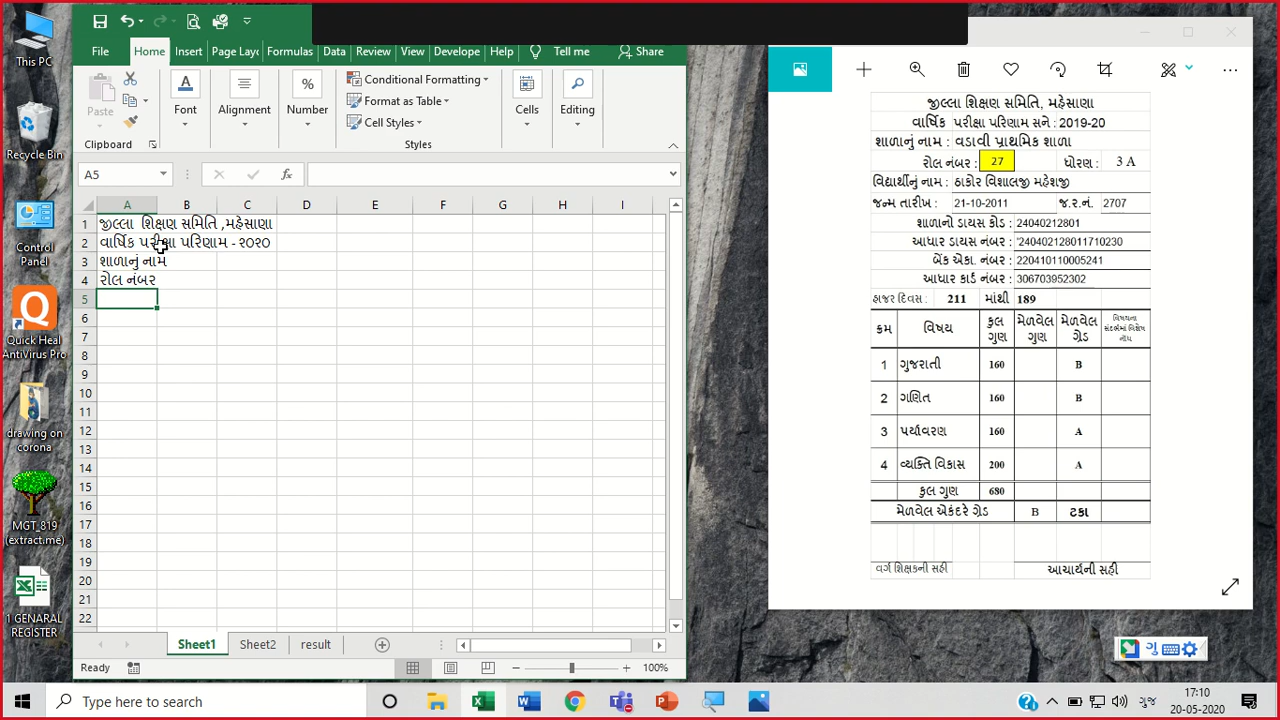 This PC
Recycle Bin
Control Panel
Quick Heal AntiVirus Pro
drawing on corona
MGT_819 (extract.me)
1 GENARAL REGISTER
File Home Insert Page Layc Formulas Data Review View Develope Help Tell me Share
Paste
Clipboard
Font
Alignment
Number
Conditional Formatting
Format as Table
Cell Styles
Styles
Cells
Editing
A5
fx
A B C D E F G H I
1 જીલ્લા શિક્ષણ સમિતિ ,મહેસાણા
2 વાર્ષિક પરીક્ષા પરિણામ - ૨૦૨૦
3 શાળાનું નામ
4 રોલ નંબર
5
6
7
8
9
10
11
12
13
14
15
16
17
18
19
20
21
22
Sheet1 Sheet2 result
Ready
100%
જીલ્લા શિક્ષણ સમિતિ, મહેસાણા
વાર્ષિક પરીક્ષા પરિણામ સને : 2019-20
શાળાનું નામ : વડાવી પ્રાથમિક શાળા
રોલ નંબર : 27 ધોરણ : 3 A
વિદ્યાર્થીનું નામ : ઠાકોર વિશાલજી મહેશજી
જન્મ તારીખ : 21-10-2011 જ.ર.નં. 2707
શાળાનો ડાયસ કોડ : 24040212801
આધાર ડાયસ નંબર : '240402128011710230
બેંક એકા. નંબર : 220410110005241
આધાર કાર્ડ નંબર : 306703952302
હાજર દિવસ : 211 માંથી 189
ક્રમ વિષય કુલ ગુણ મેળવેલ ગુણ મેળવેલ ગ્રેડ વિષયના સંદર્ભમાં વિશેષ નોંધ
1 ગુજરાતી 160 B
2 ગણિત 160 B
3 પર્યાવરણ 160 A
4 વ્યક્તિ વિકાસ 200 A
કુલ ગુણ 680
મેળવેલ એકંદરે ગ્રેડ B ટકા
વર્ગ શિક્ષકની સહી આચાર્યની સહી
ગુ
Type here to search
ગુજ
17:10
20-05-2020